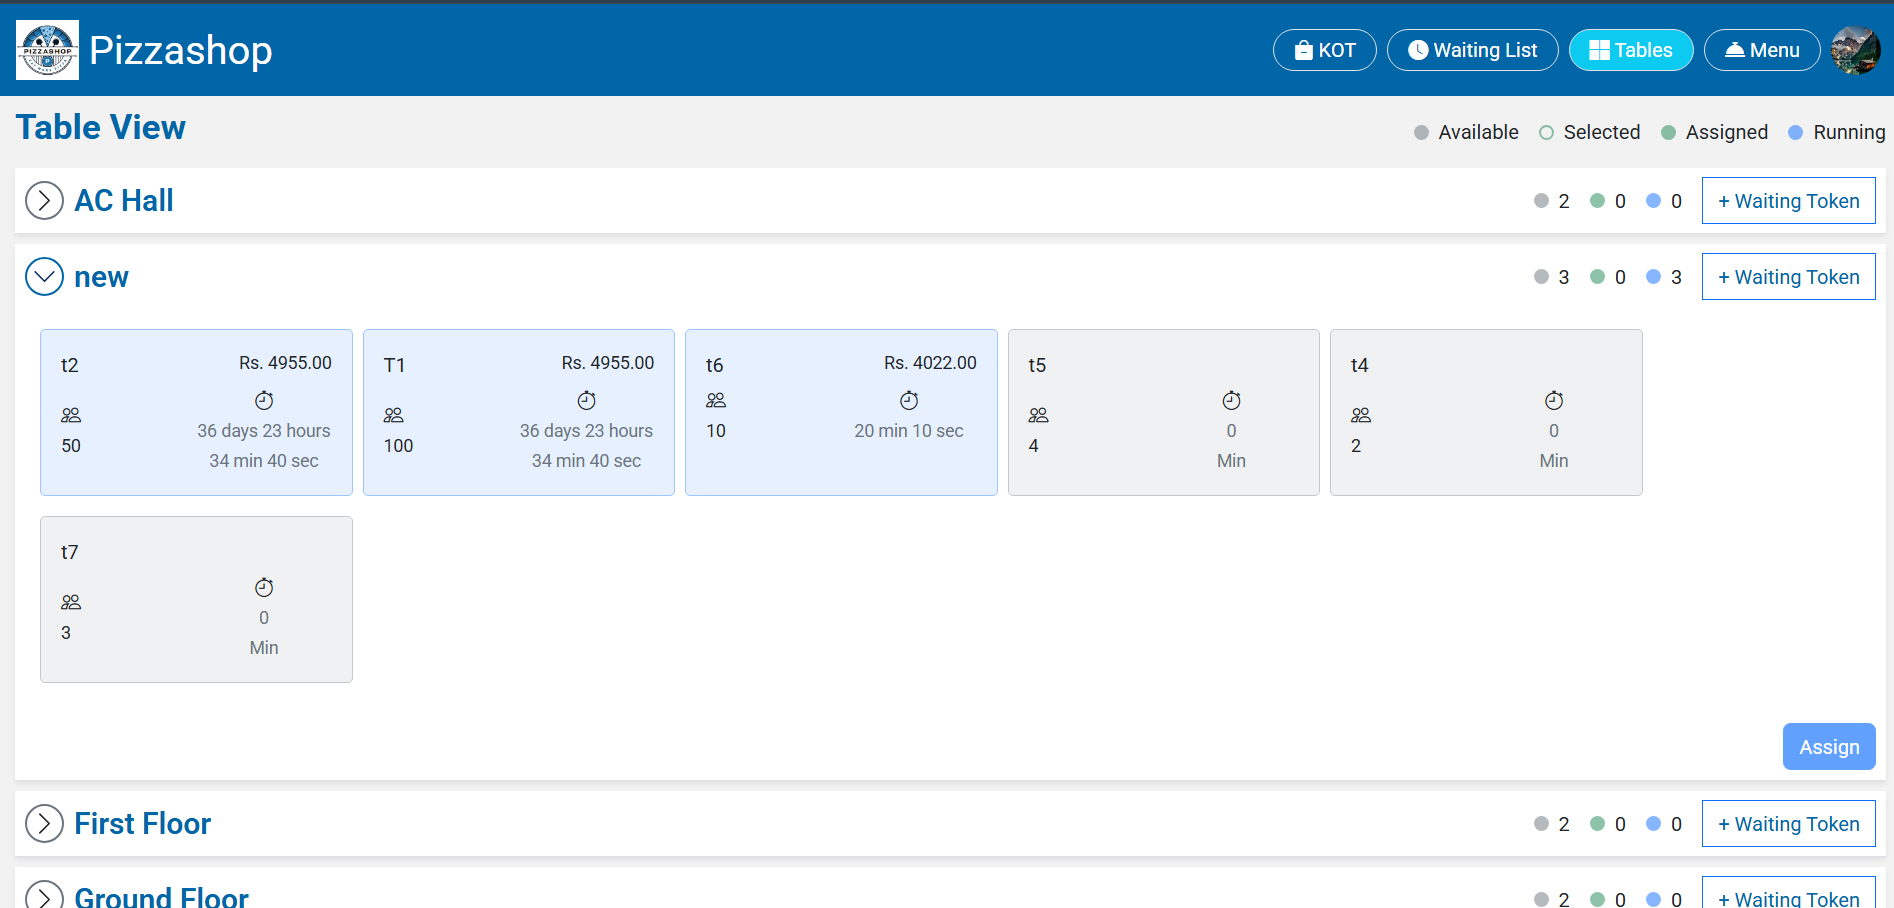 PIZZASHOP
Pizzashop
KOT
Waiting List
Tables
Menu
Table View
Available
Selected
Assigned
Running
AC Hall
2
0
0
+ Waiting Token
new
3
0
3
+ Waiting Token
t2
Rs. 4955.00
50
36 days 23 hours
34 min 40 sec
T1
Rs. 4955.00
100
36 days 23 hours
34 min 40 sec
t6
Rs. 4022.00
10
20 min 10 sec
t5
4
0
Min
t4
2
0
Min
t7
3
0
Min
Assign
First Floor
2
0
0
+ Waiting Token
Ground Floor
2
0
0
+ Waiting Token